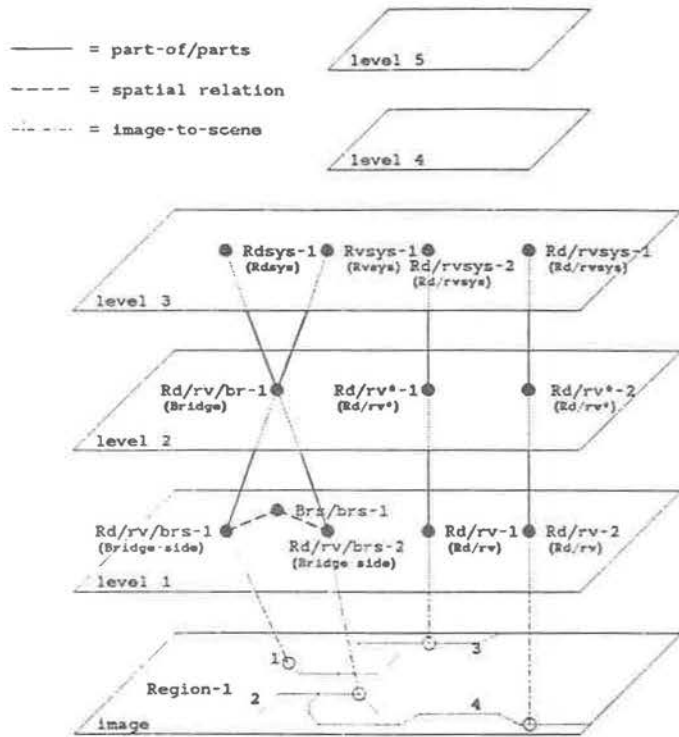 = part-of/parts
= spatial relation
= image-to-scene
level 5
level 4
Rdsys-1
(Rdsys)
Rvsys-1
(Rvsys)
Rd/rvsys-2
(Rd/rvsys)
Rd/rvsys-1
(Rd/rvsys)
level 3
Rd/rv/br-1
(Bridge)
Rd/rv*-1
(Rd/rv*)
Rd/rv*-2
(Rd/rv*)
level 2
Brs/brs-1
Rd/rv/brs-1
(Bridge-side)
Rd/rv/brs-2
(Bridge side)
Rd/rv-1
(Rd/rv)
Rd/rv-2
(Rd/rv)
level 1
1
3
Region-1
2
4
image